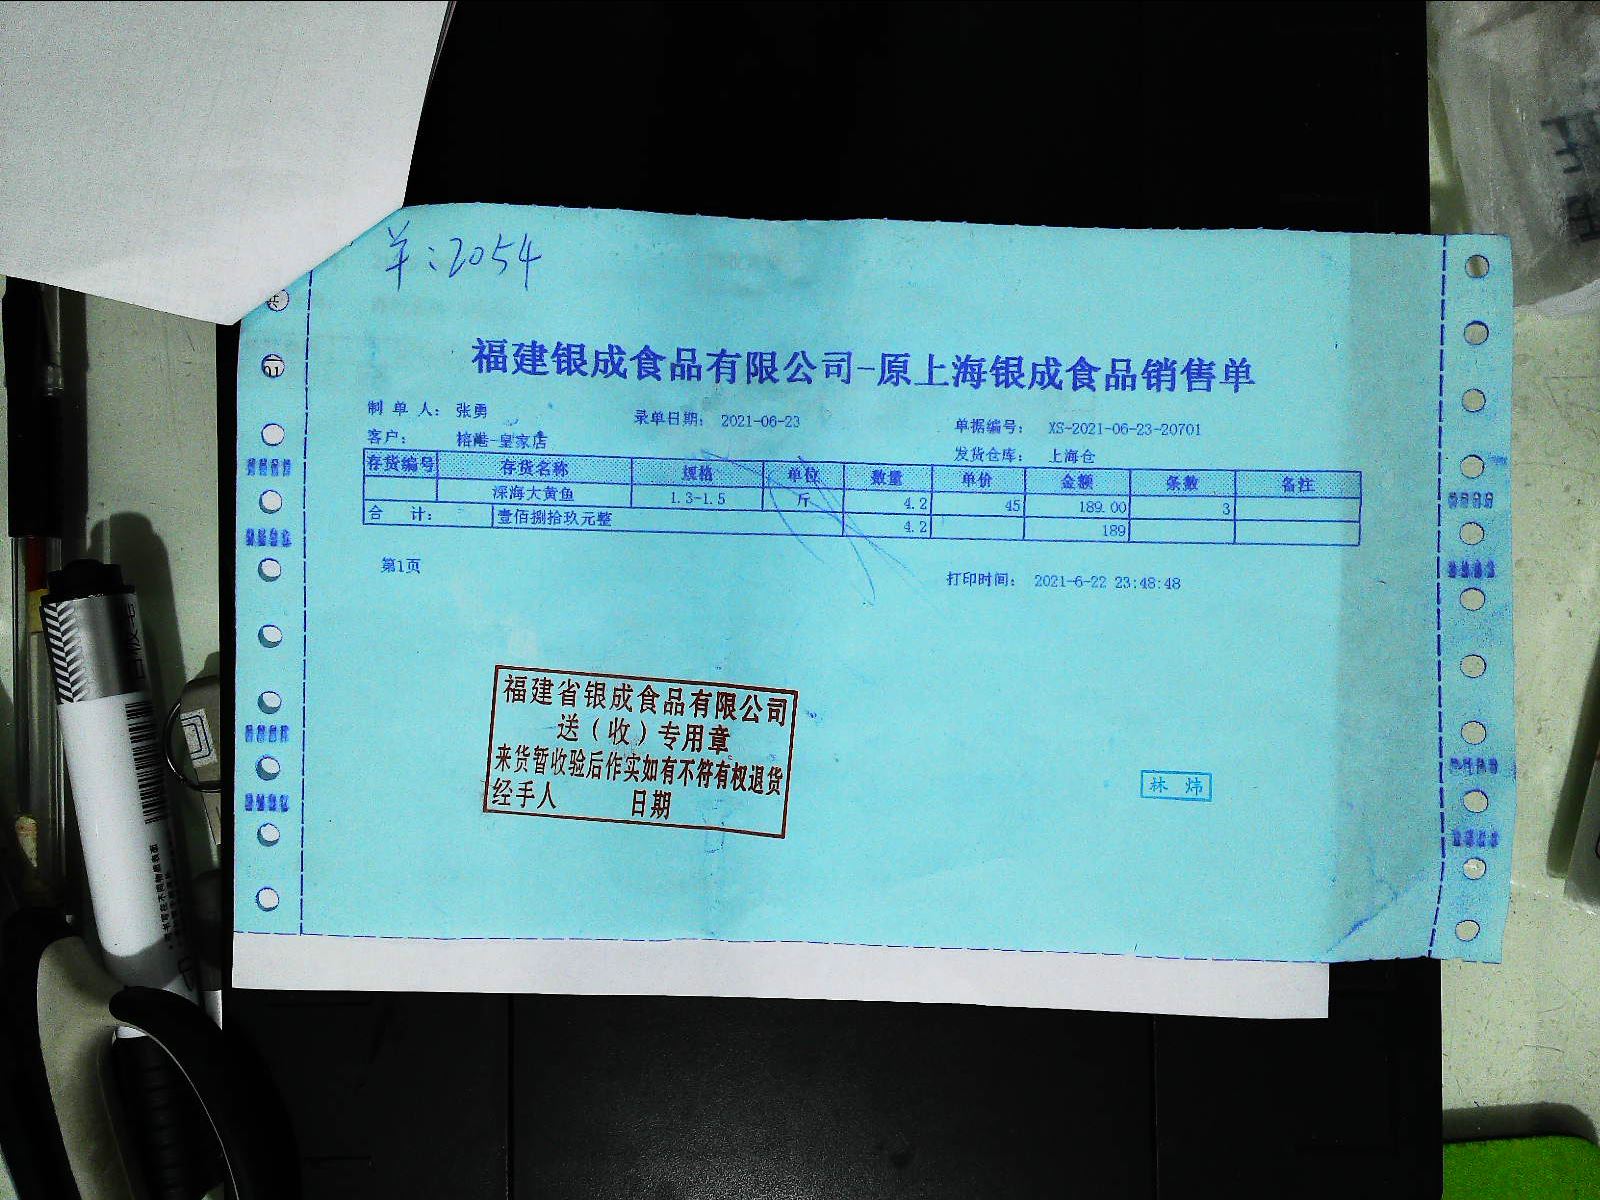 羊:2054
福建银成食品有限公司-原上海银成食品销售单
制 单 人: 张勇 录单日期: 2021-06-23 单据编号: XS-2021-06-23-20701
客户: 榕港-皇家店 发货仓库: 上海仓
存货编号 存货名称 规格 单位 数量 单价 金额 条数 备注
深海大黄鱼 1.3-1.5 斤 4.2 45 189.00 3
合 计: 壹佰捌拾玖元整 4.2 189
第1页 打印时间: 2021-6-22 23:48:48
福建省银成食品有限公司
送(收)专用章
来货暂收验后作实如有不符有权退货
经手人 日期
林 炜